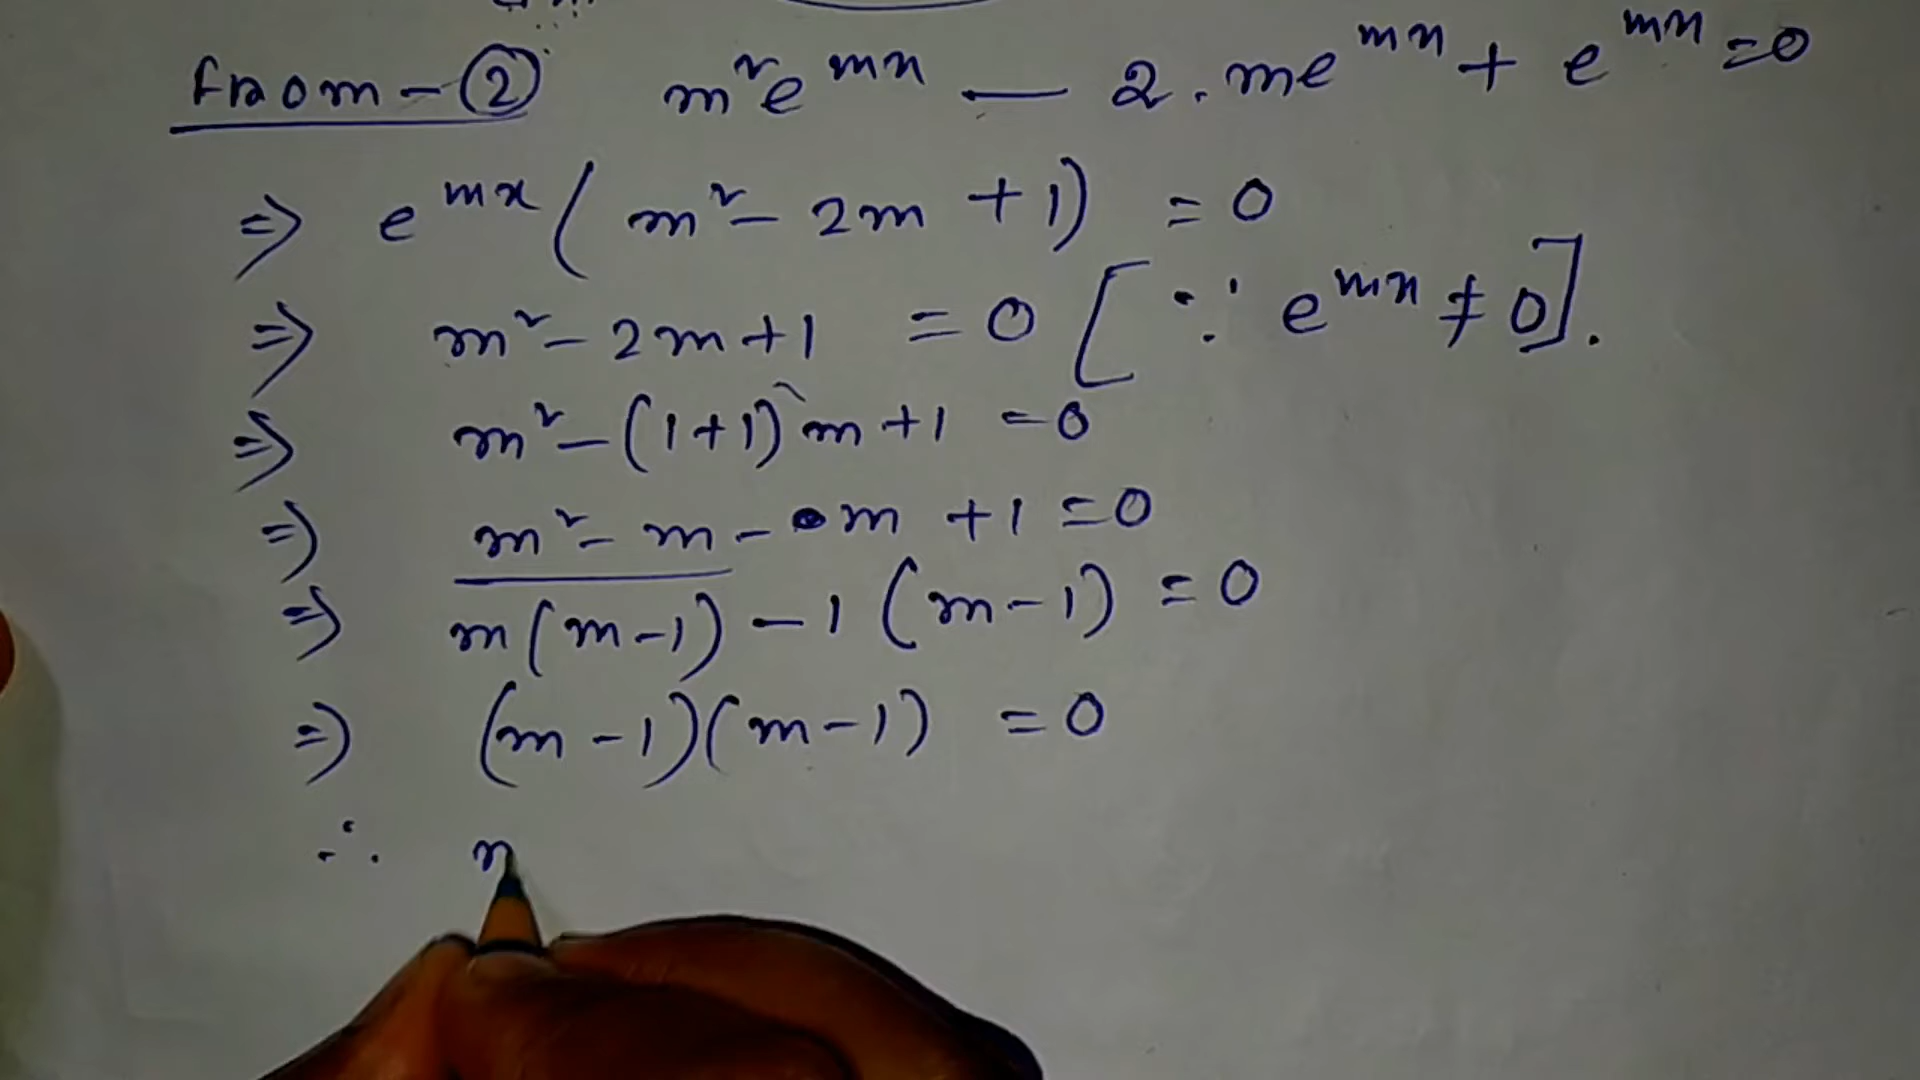 From - ② m²e^{mx} — 2.me^{mx} + e^{mx} = 0
⇒ e^{mx} ( m² - 2m + 1) = 0
⇒ m² - 2m + 1 = 0 [ ∵ e^{mx} ≠ 0].
⇒ m² - (1+1) m + 1 = 0
⇒ m² - m - m + 1 = 0
⇒ m(m-1) - 1 (m-1) = 0
⇒ (m-1)(m-1) = 0
∴